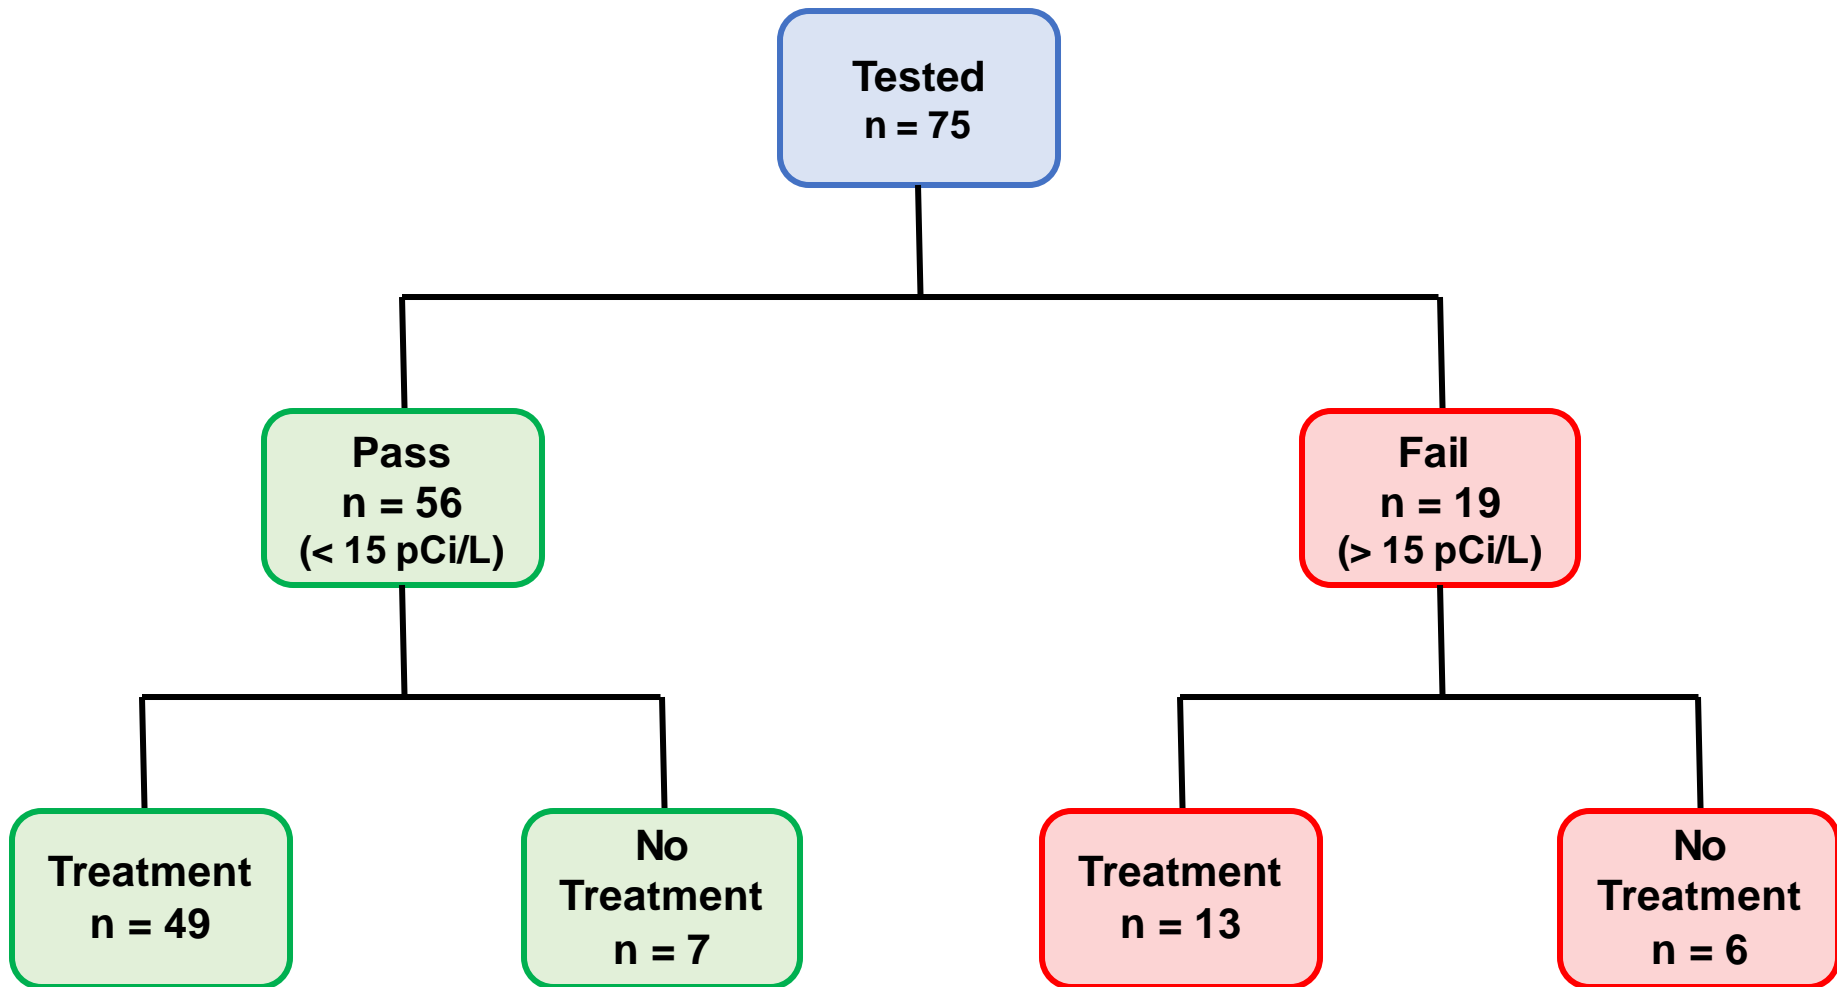 Tested
n = 75
Pass
n = 56
(< 15 pCi/L)
Fail
n = 19
(> 15 pCi/L)
Treatment
n = 49
No
Treatment
n = 7
Treatment
n = 13
No
Treatment
n = 6